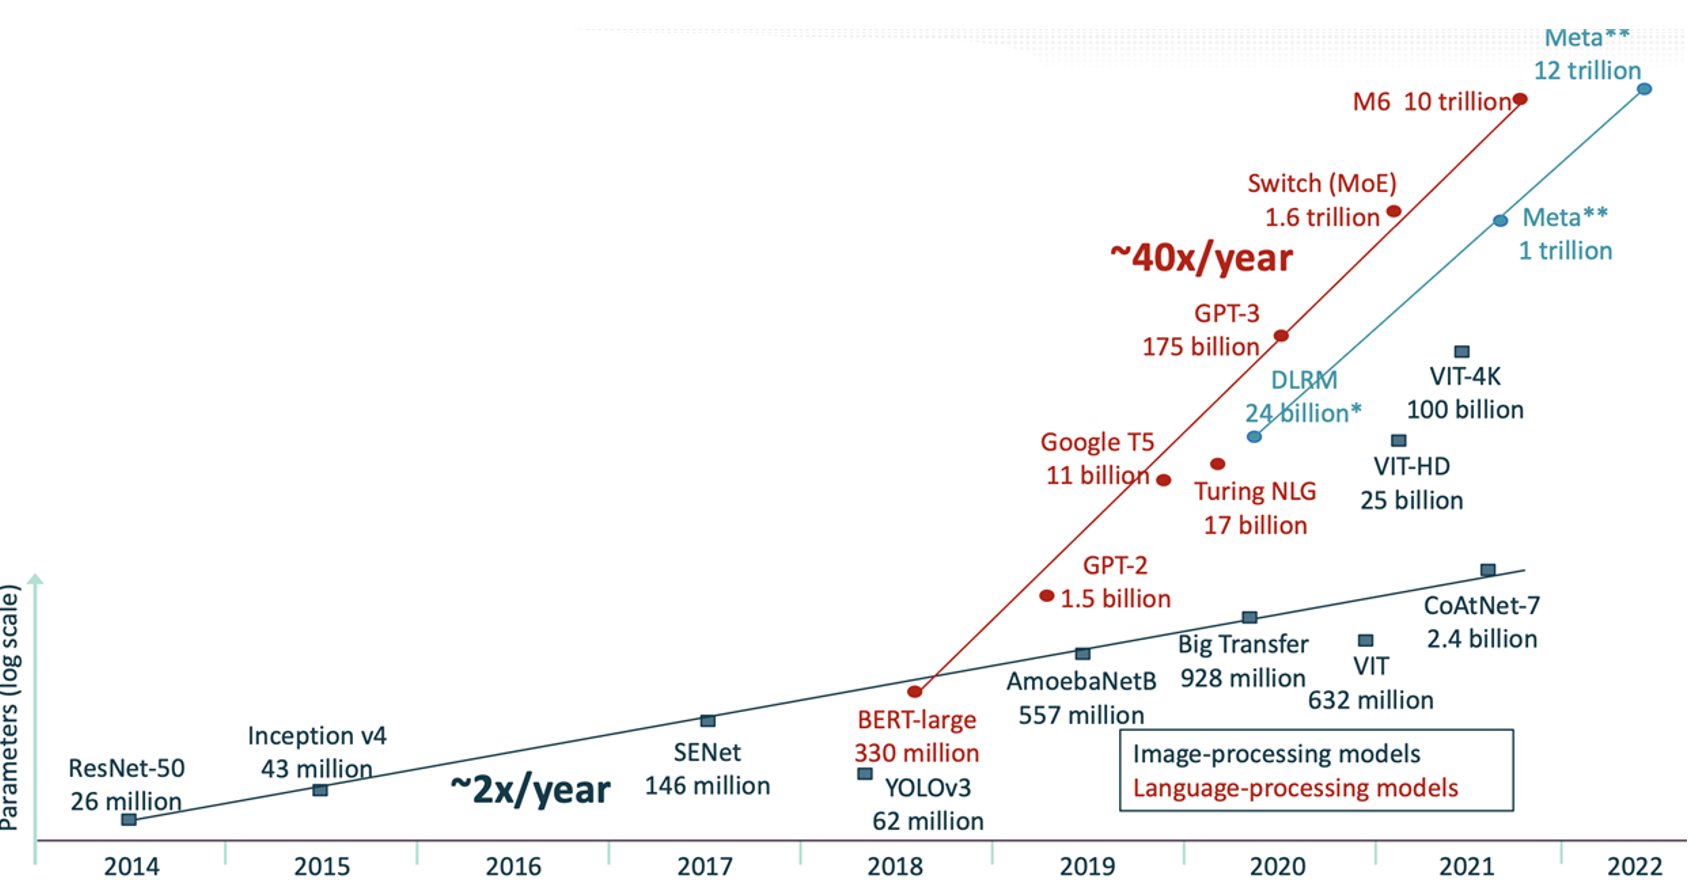 Meta**
12 trillion
M6 10 trillion
Switch (MoE)
1.6 trillion
Meta**
1 trillion
~40x/year
GPT-3
175 billion
DLRM
24 billion*
VIT-4K
100 billion
Google T5
11 billion
Turing NLG
17 billion
VIT-HD
25 billion
GPT-2
1.5 billion
CoAtNet-7
2.4 billion
Big Transfer
928 million
VIT
632 million
AmoebaNetB
557 million
BERT-large
330 million
SENet
146 million
YOLOv3
62 million
Inception v4
43 million
ResNet-50
26 million
~2x/year
Image-processing models
Language-processing models
Parameters (log scale)
2014 2015 2016 2017 2018 2019 2020 2021 2022